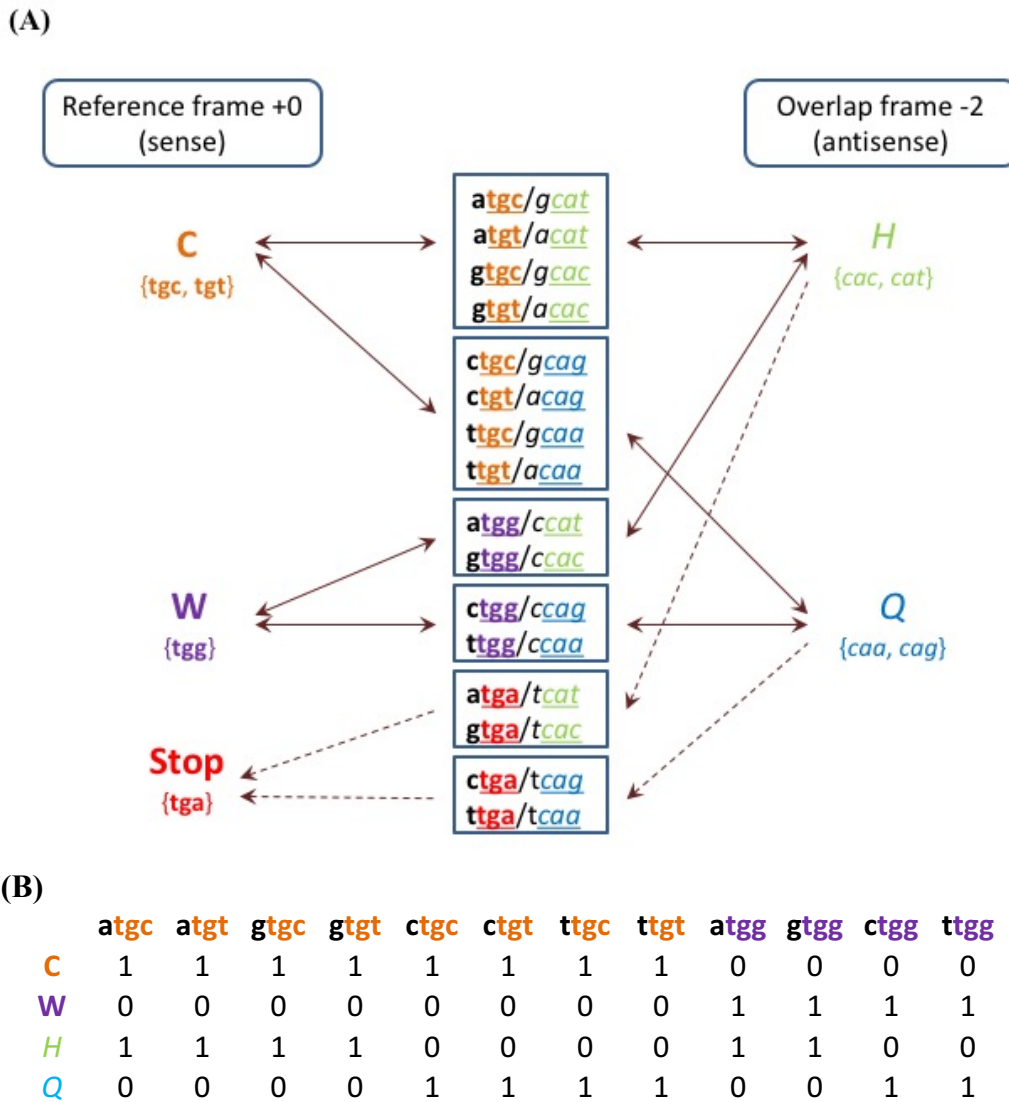 (A)
Reference frame +0
(sense)
Overlap frame -2
(antisense)
C
{tgc, tgt}
W
{tgg}
Stop
{tga}
atgc/gcat
atgt/acat
gtgc/gcac
gtgt/acac
ctgc/gcag
ctgt/acag
ttgc/gcaa
ttgt/acaa
atgg/ccat
gtgg/ccac
ctgg/ccag
ttgg/ccaa
atga/tcat
gtga/tcac
ctga/tcag
ttga/tcaa
H
{cac, cat}
Q
{caa, cag}
(B)
atgc atgt gtgc gtgt ctgc ctgt ttgc ttgt atgg gtgg ctgg ttgg
C 1 1 1 1 1 1 1 1 0 0 0 0
W 0 0 0 0 0 0 0 0 1 1 1 1
H 1 1 1 1 0 0 0 0 1 1 0 0
Q 0 0 0 0 1 1 1 1 0 0 1 1